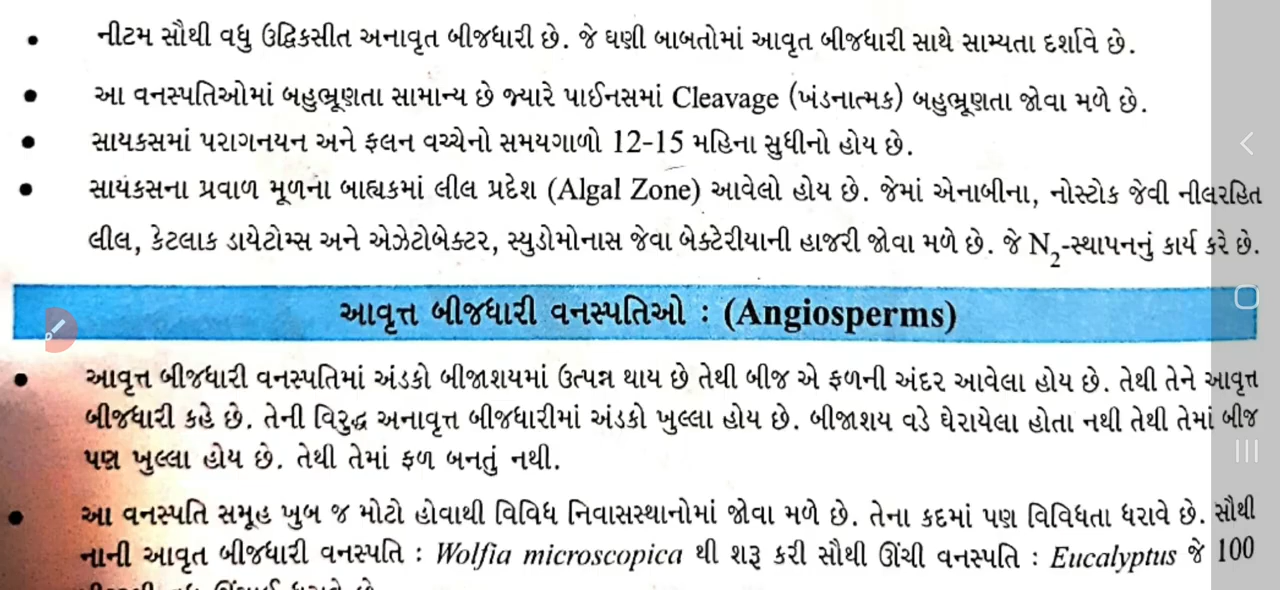 • નીટમ સૌથી વધુ ઉદ્વિકસીત અનાવૃત બીજધારી છે. જે ઘણી બાબતોમાં આવૃત બીજધારી સાથે સામ્યતા દર્શાવે છે.
• આ વનસ્પતિઓમાં બહુભ્રૂણતા સામાન્ય છે જ્યારે પાઈનસમાં Cleavage (ખંડનાત્મક) બહુભ્રૂણતા જોવા મળે છે.
• સાયકસમાં પરાગનયન અને ફલન વચ્ચેનો સમયગાળો 12-15 મહિના સુધીનો હોય છે.
• સાયકસના પ્રવાળ મૂળના બાહ્યકમાં લીલ પ્રદેશ (Algal Zone) આવેલો હોય છે. જેમાં એનાબીના, નોસ્ટોક જેવી નીલરહિત
લીલ, કેટલાક ડાયેટોમ્સ અને એઝેટોબેક્ટર, સ્યુડોમોનાસ જેવા બેક્ટેરીયાની હાજરી જોવા મળે છે. જે N₂-સ્થાપનનું કાર્ય કરે છે.
આવૃત્ત બીજધારી વનસ્પતિઓ : (Angiosperms)
• આવૃત્ત બીજધારી વનસ્પતિમાં અંડકો બીજાશયમાં ઉત્પન્ન થાય છે તેથી બીજ એ ફળની અંદર આવેલા હોય છે. તેથી તેને આવૃત્ત
બીજધારી કહે છે. તેની વિરુદ્ધ અનાવૃત્ત બીજધારીમાં અંડકો ખુલ્લા હોય છે. બીજાશય વડે ઘેરાયેલા હોતા નથી તેથી તેમાં બીજ
પણ ખુલ્લા હોય છે. તેથી તેમાં ફળ બનતું નથી.
• આ વનસ્પતિ સમૂહ ખુબ જ મોટો હોવાથી વિવિધ નિવાસસ્થાનોમાં જોવા મળે છે. તેના કદમાં પણ વિવિધતા ધરાવે છે. સૌથી
નાની આવૃત બીજધારી વનસ્પતિ : Wolfia microscopica થી શરૂ કરી સૌથી ઊંચી વનસ્પતિ : Eucalyptus જે 100